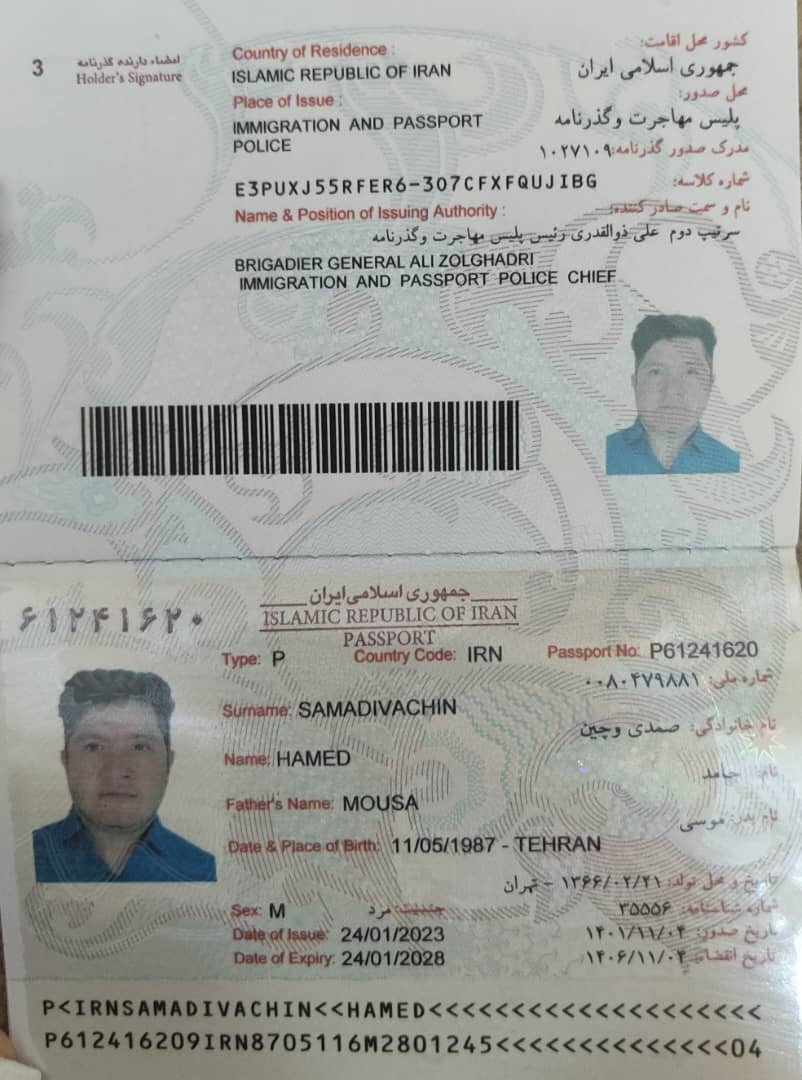 3
امضاء دارنده گذرنامه
Holder's Signature
Country of Residence :
کشور محل اقامت:
ISLAMIC REPUBLIC OF IRAN
جمهوری اسلامی ایران
Place of Issue :
محل صدور:
IMMIGRATION AND PASSPORT
POLICE
پلیس مهاجرت وگذرنامه
مدرک صدور گذرنامه: ۱۰۲۷۱۰۹
E3PUXJ55RFER6-307CFXFQUJIBG
شماره کلاسه:
Name & Position of Issuing Authority :
نام و سمت صادر کننده:
سرتیپ دوم علی ذوالقدری رئیس پلیس مهاجرت وگذرنامه
BRIGADIER GENERAL ALI ZOLGHADRI
IMMIGRATION AND PASSPORT POLICE CHIEF
۶۱۲۴۱۶۲۰
جمهوری اسلامی ایران
ISLAMIC REPUBLIC OF IRAN
PASSPORT
Type: P
Country Code: IRN
Passport No: P61241620
شماره ملی: ۰۰۸۰۴۷۹۸۸۱
Surname: SAMADIVACHIN
نام خانوادگی: صمدی وچین
Name: HAMED
نام: حامد
Father's Name: MOUSA
نام پدر: موسی
Date & Place of Birth: 11/05/1987 - TEHRAN
تاریخ و محل تولد: ۱۳۶۶/۰۲/۲۱ - تهران
Sex: M
جنسیت: مرد
شماره شناسنامه: ۳۵۵۵۶
Date of Issue: 24/01/2023
تاریخ صدور: ۱۴۰۱/۱۱/۰۴
Date of Expiry: 24/01/2028
تاریخ انقضاء: ۱۴۰۶/۱۱/۰۴
P<IRNSAMADIVACHIN<<HAMED<<<<<<<<<<<<<<<<<<<<
P612416209IRN8705116M2801245<<<<<<<<<<<<<<04